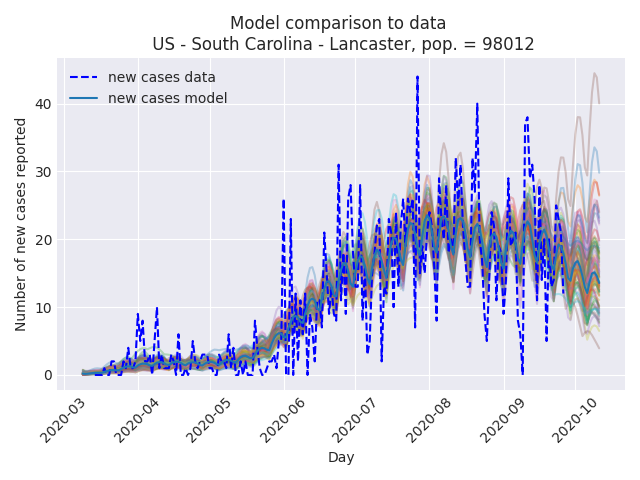 Model comparison to data
US - South Carolina - Lancaster, pop. = 98012
new cases data
new cases model
Number of new cases reported
40
30
20
10
0
2020-03
2020-04
2020-05
2020-06
2020-07
2020-08
2020-09
2020-10
Day